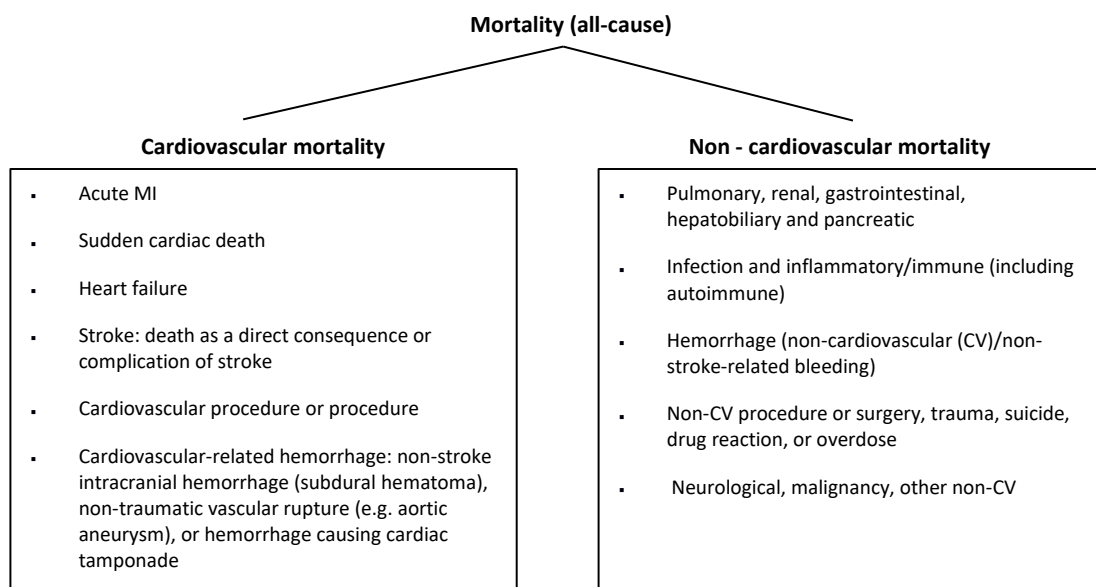 Mortality (all-cause)
Cardiovascular mortality
▪ Acute MI
▪ Sudden cardiac death
▪ Heart failure
▪ Stroke: death as a direct consequence or
complication of stroke
▪ Cardiovascular procedure or procedure
▪ Cardiovascular-related hemorrhage: non-stroke
intracranial hemorrhage (subdural hematoma),
non-traumatic vascular rupture (e.g. aortic
aneurysm), or hemorrhage causing cardiac
tamponade
Non - cardiovascular mortality
▪ Pulmonary, renal, gastrointestinal,
hepatobiliary and pancreatic
▪ Infection and inflammatory/immune (including
autoimmune)
▪ Hemorrhage (non-cardiovascular (CV)/non-
stroke-related bleeding)
▪ Non-CV procedure or surgery, trauma, suicide,
drug reaction, or overdose
▪ Neurological, malignancy, other non-CV